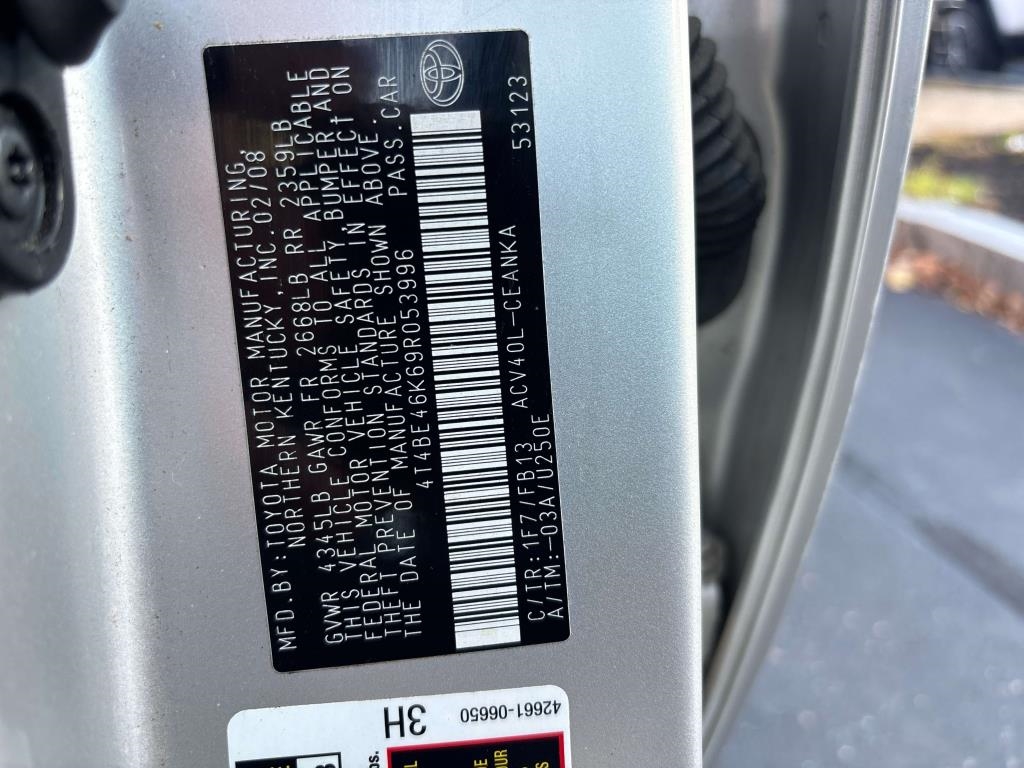 MFD.BY:TOYOTA MOTOR MANUFACTURING,
NORTHERN KENTUCKY,INC.02/08
GVWR 4345LB GAWR FR 2668LB RR 2359LB
THIS VEHICLE CONFORMS TO ALL APPLICABLE
FEDERAL MOTOR VEHICLE SAFETY,BUMPER,AND
THEFT PREVENTION STANDARDS IN EFFECT ON
THE DATE OF MANUFACTURE SHOWN ABOVE.
4T4BE46K69R053996 PASS.CAR
C/TR:1F7/FB13 ACV40L-CEANKA 53123
A/TM:-03A/U250E
42661-06650
3H